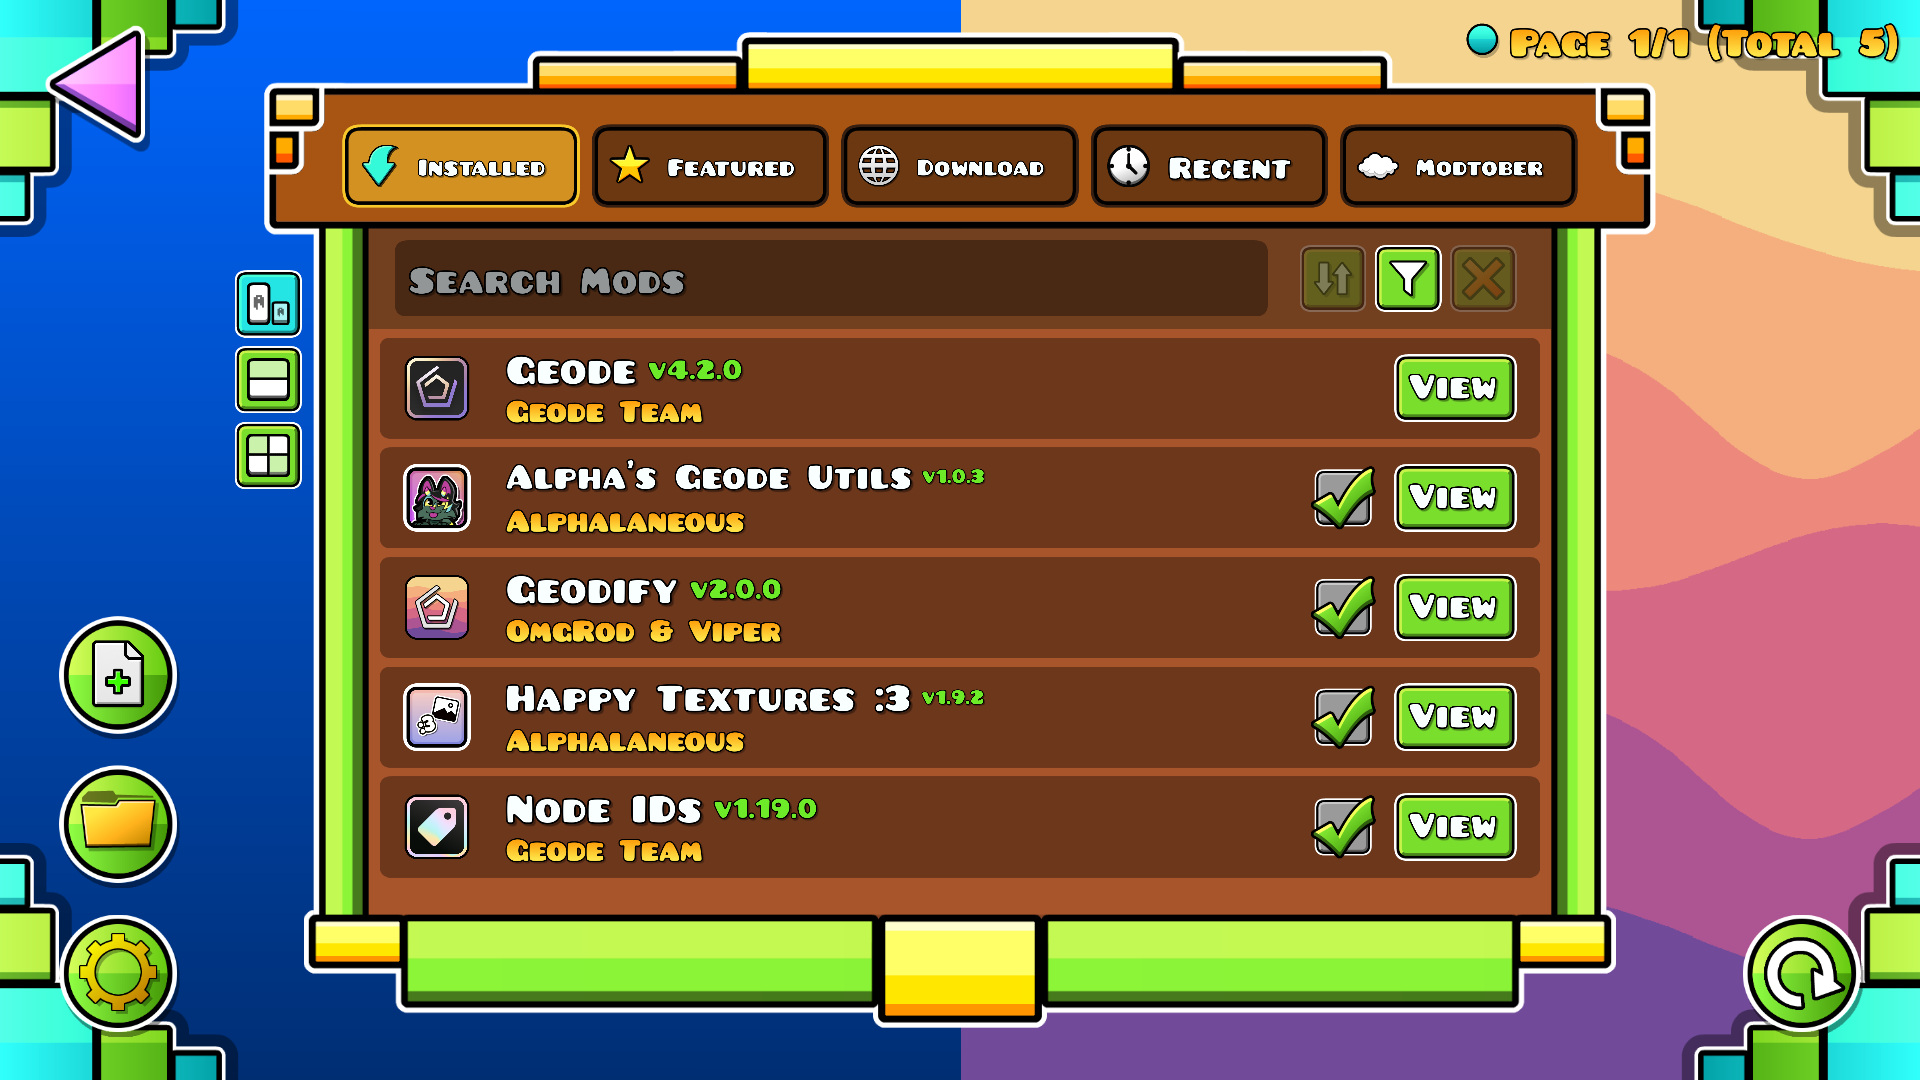 Page 1/1 (Total 5)
Installed
Featured
Download
Recent
Modtober
Search Mods
Geode v4.2.0
Geode Team
View
Alpha's Geode Utils v1.0.3
Alphalaneous
View
Geodify v2.0.0
OmgRod & Viper
View
Happy Textures :3 v1.9.2
Alphalaneous
View
Node IDs v1.19.0
Geode Team
View